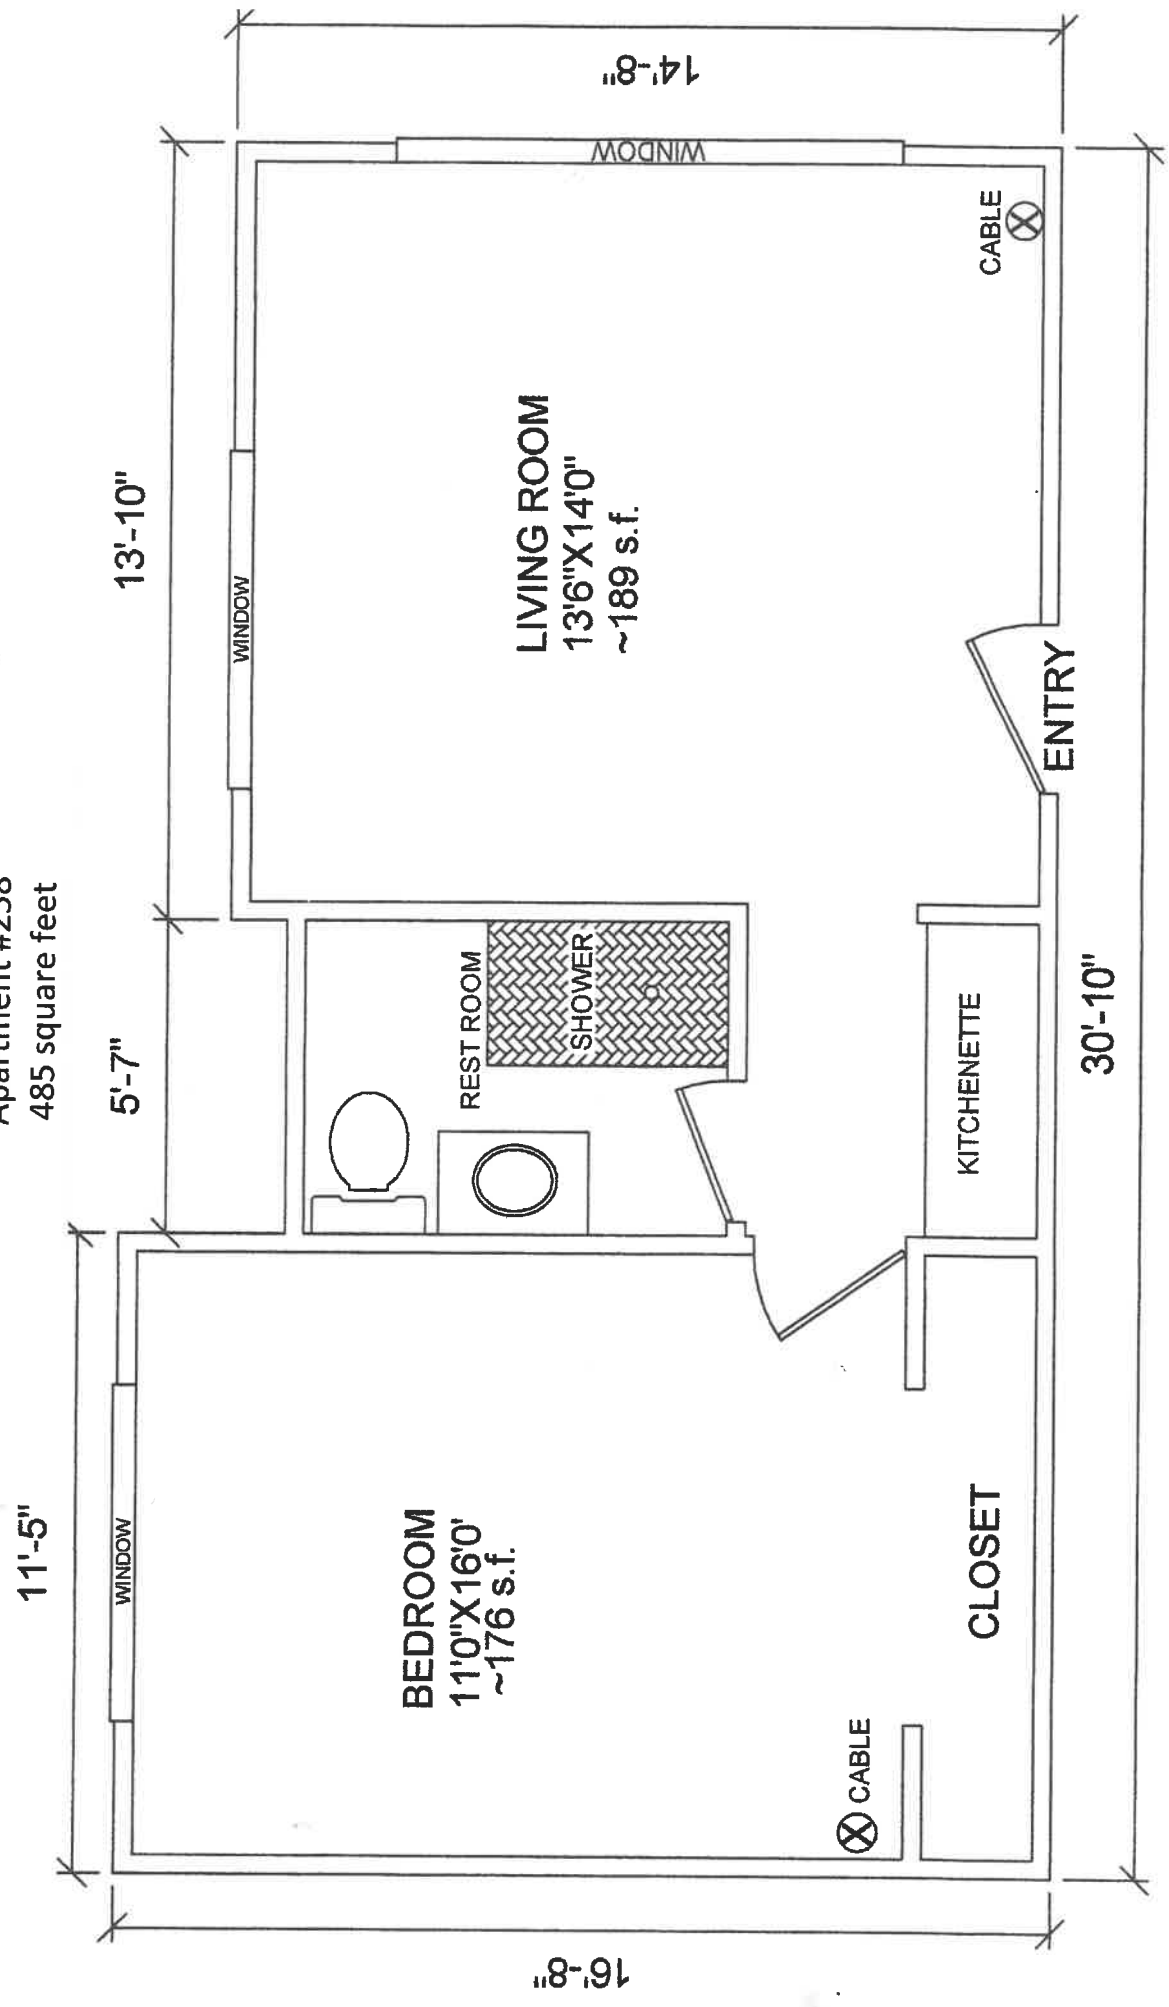 Apartment #238
485 square feet
11'-5"
5'-7"
13'-10"
WINDOW
WINDOW
WINDOW
14'-8"
16'-8"
BEDROOM
11'0"X16'0'
~176 s.f.
REST ROOM
SHOWER
LIVING ROOM
13'6"X14'0"
~189 s.f.
CABLE
CABLE
CLOSET
KITCHENETTE
ENTRY
30'-10"